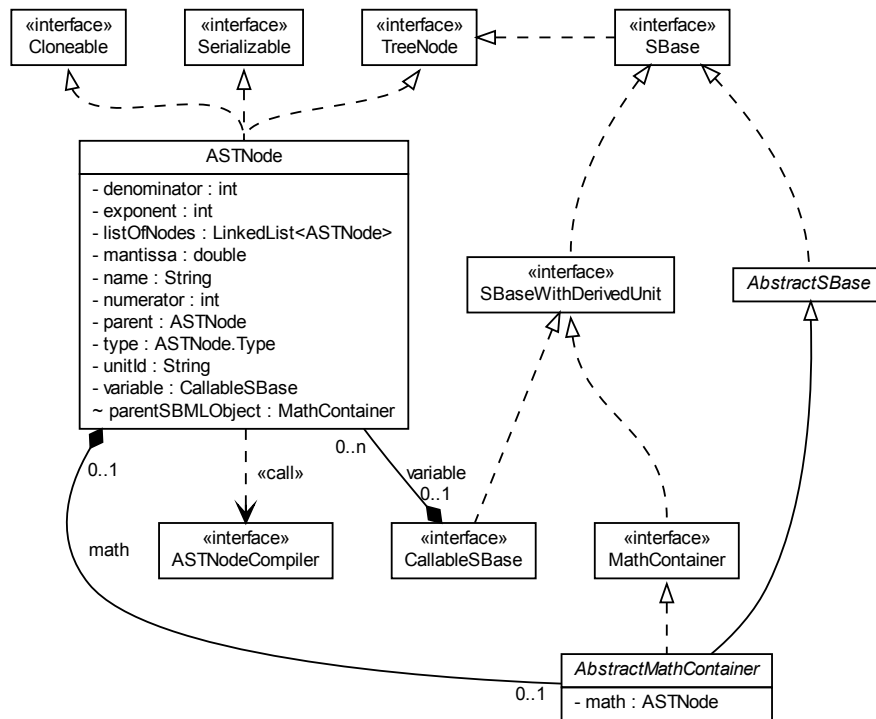 «interface»
Cloneable
«interface»
Serializable
«interface»
TreeNode
«interface»
SBase
ASTNode
- denominator : int
- exponent : int
- listOfNodes : LinkedList<ASTNode>
- mantissa : double
- name : String
- numerator : int
- parent : ASTNode
- type : ASTNode.Type
- unitId : String
- variable : CallableSBase
~ parentSBMLObject : MathContainer
«interface»
SBaseWithDerivedUnit
AbstractSBase
0..1
«call»
0..n
variable
0..1
math
«interface»
ASTNodeCompiler
«interface»
CallableSBase
«interface»
MathContainer
0..1
AbstractMathContainer
- math : ASTNode